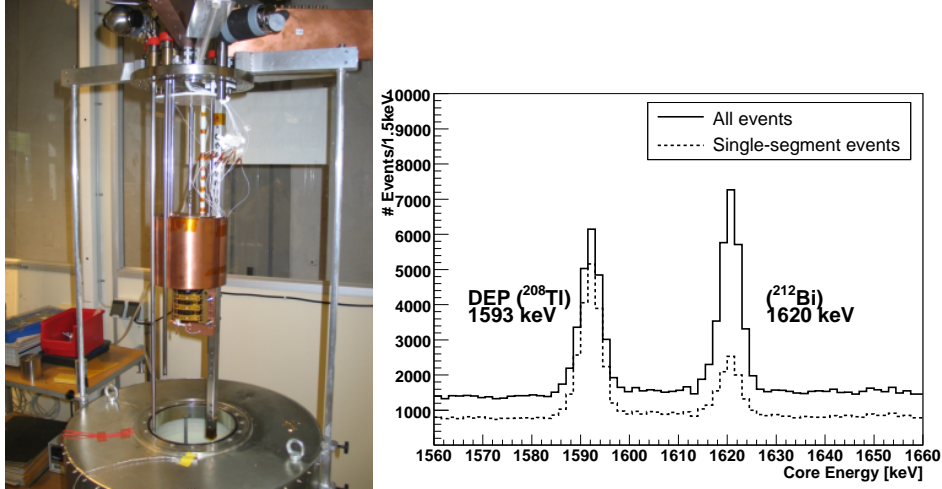 # Events/1.5keV
10000
9000
8000
7000
6000
5000
4000
3000
2000
1000
All events
Single-segment events
DEP (²⁰⁸Tl)
1593 keV
(²¹²Bi)
1620 keV
1560 1570 1580 1590 1600 1610 1620 1630 1640 1650 1660
Core Energy [keV]